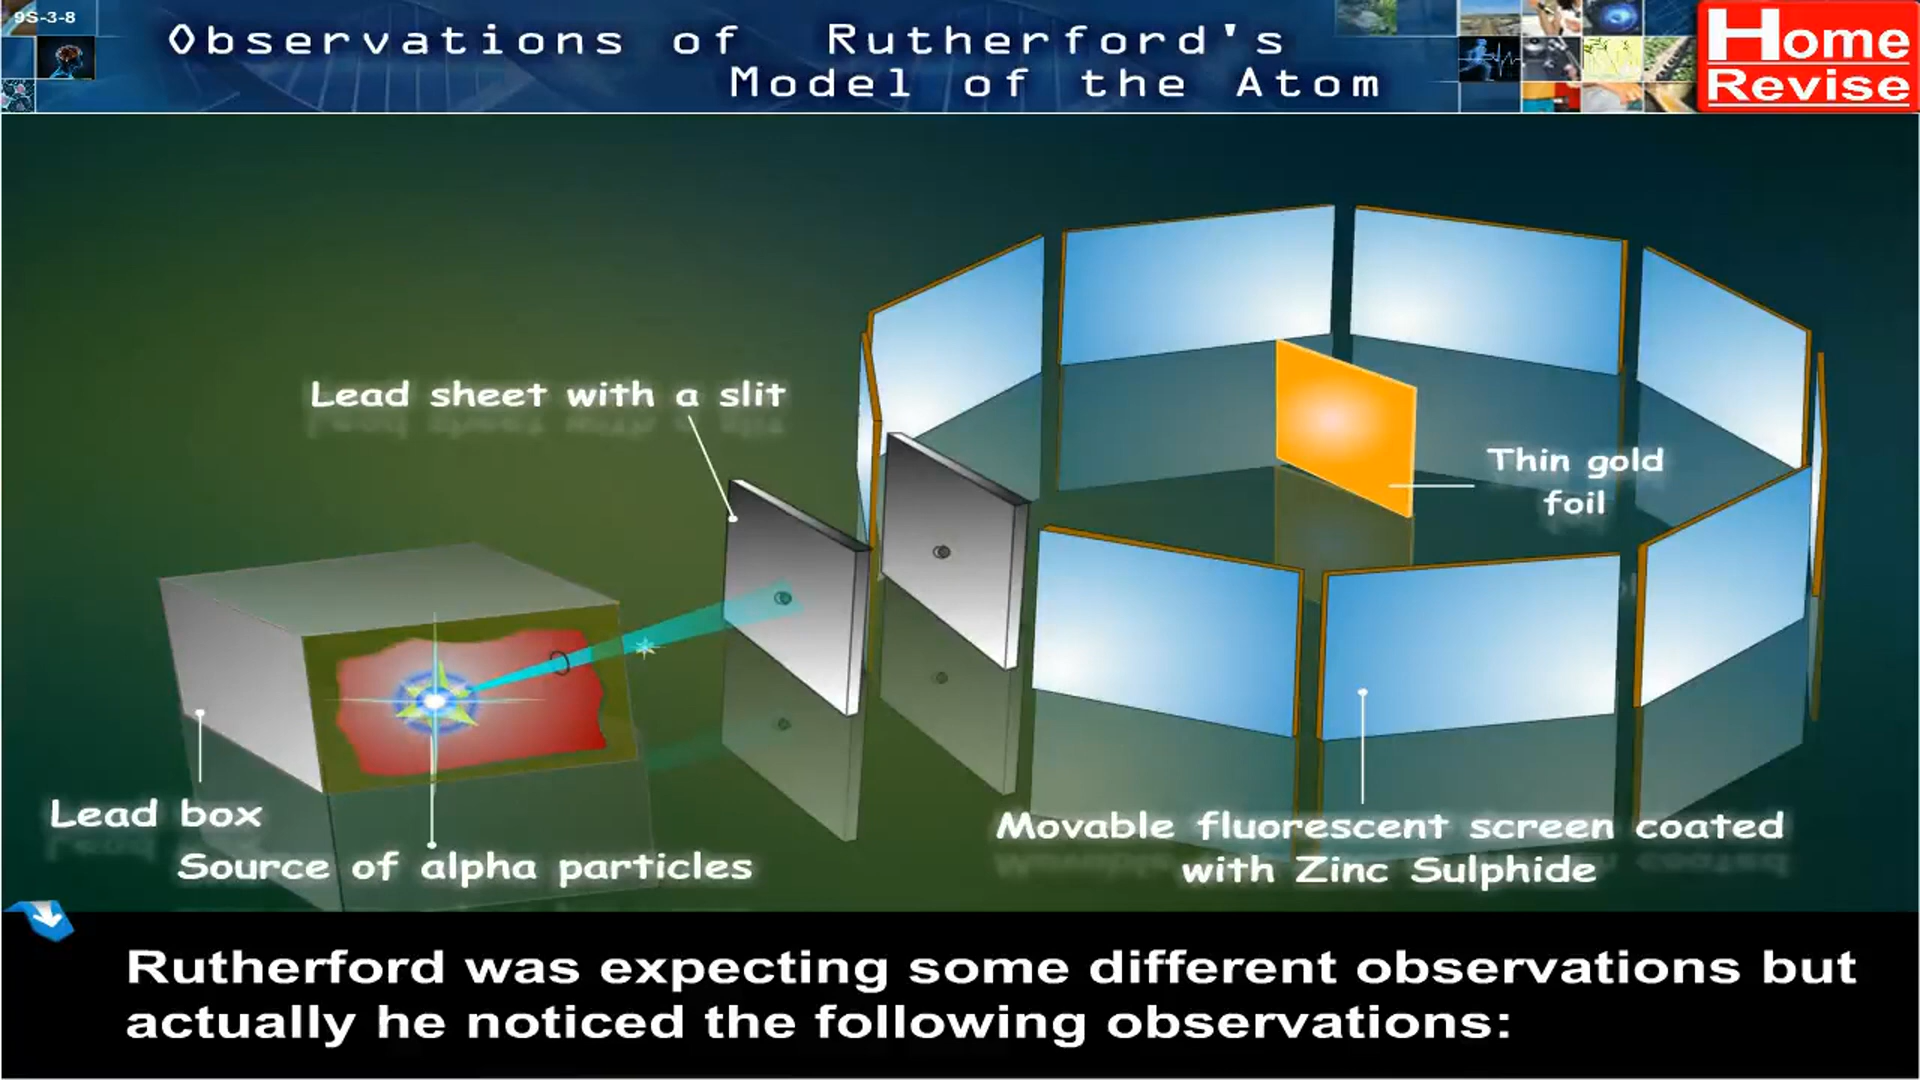 9S-3-8
Observations of Rutherford's
Model of the Atom
Home
Revise
Lead sheet with a slit
Thin gold
foil
Lead box
Source of alpha particles
Movable fluorescent screen coated
with Zinc Sulphide
Rutherford was expecting some different observations but
actually he noticed the following observations: